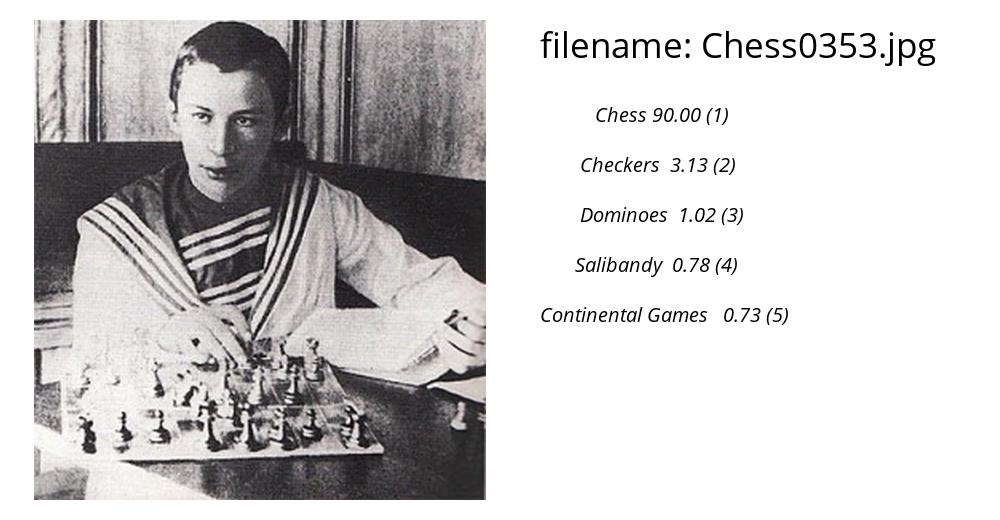 filename: Chess0353.jpg
Chess 90.00 (1)
Checkers 3.13 (2)
Dominoes 1.02 (3)
Salibandy 0.78 (4)
Continental Games 0.73 (5)